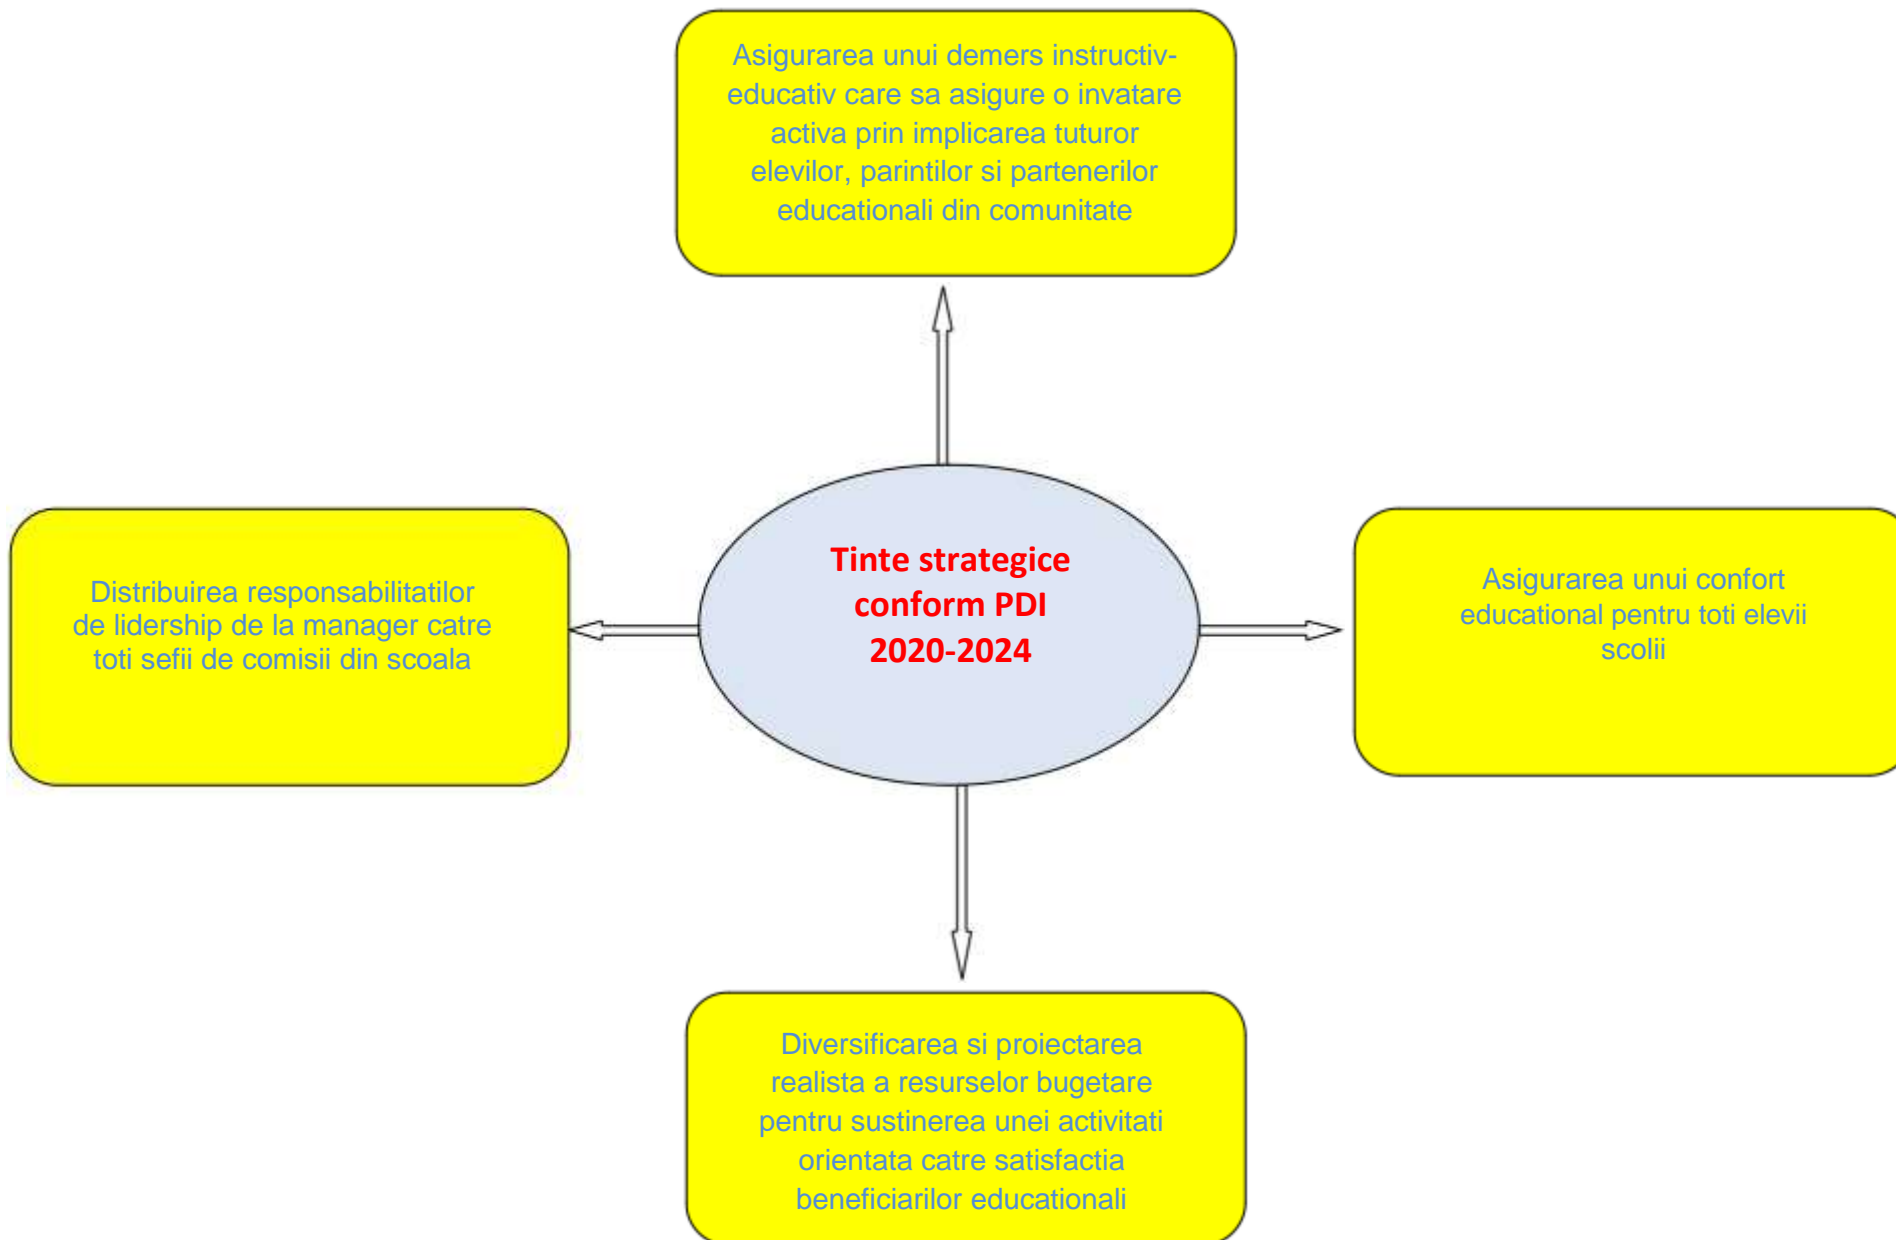 Asigurarea unui demers instructiv-
educativ care sa asigure o invatare
activa prin implicarea tuturor
elevilor, parintilor si partenerilor
educationali din comunitate
Distribuirea responsabilitatilor
de lidership de la manager catre
toti sefii de comisii din scoala
Tinte strategice
conform PDI
2020-2024
Asigurarea unui confort
educational pentru toti elevii
scolii
Diversificarea si proiectarea
realista a resurselor bugetare
pentru sustinerea unei activitati
orientata catre satisfactia
beneficiarilor educationali